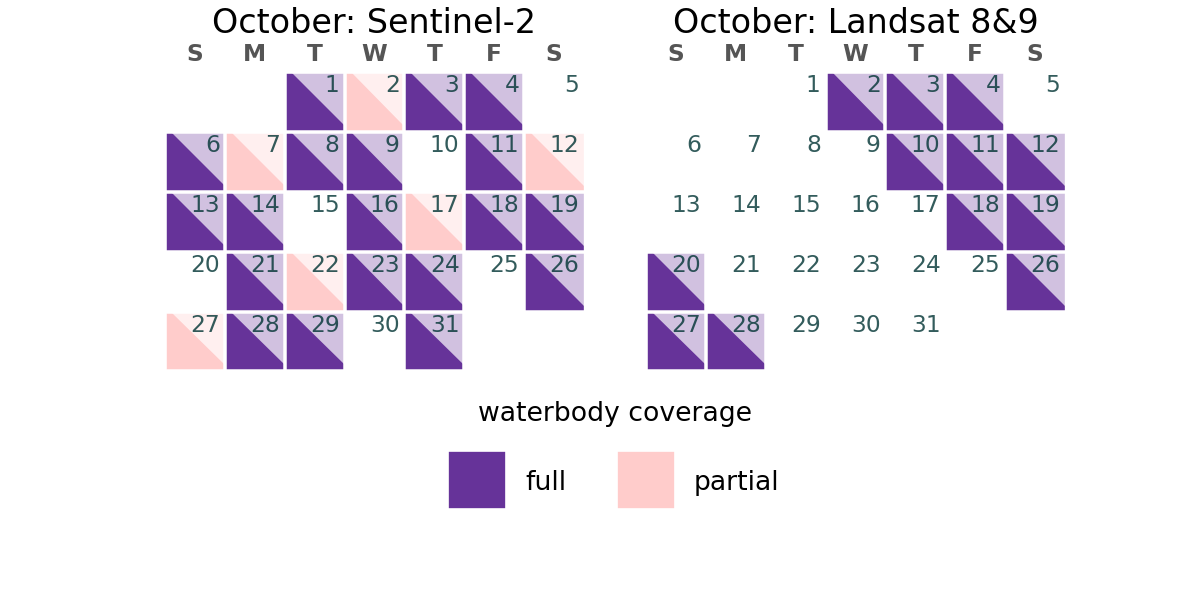 October: Sentinel-2
S M T W T F S
1 2 3 4 5
6 7 8 9 10 11 12
13 14 15 16 17 18 19
20 21 22 23 24 25 26
27 28 29 30 31
October: Landsat 8&9
S M T W T F S
1 2 3 4 5
6 7 8 9 10 11 12
13 14 15 16 17 18 19
20 21 22 23 24 25 26
27 28 29 30 31
waterbody coverage
full partial